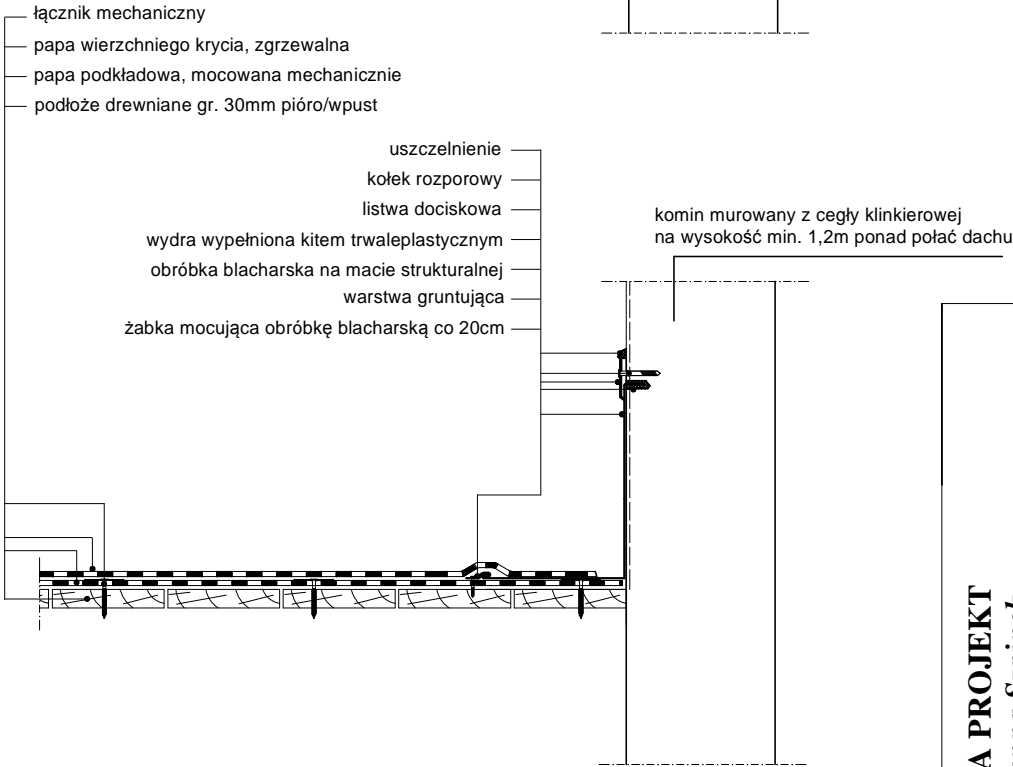 łącznik mechaniczny
papa wierzchniego krycia, zgrzewalna
papa podkładowa, mocowana mechanicznie
podłoże drewniane gr. 30mm pióro/wpust
uszczelnienie
kołek rozporowy
listwa dociskowa
wydra wypełniona kitem trwaleplastycznym
obróbka blacharska na macie strukturalnej
warstwa gruntująca
żabka mocująca obróbkę blacharską co 20cm
komin murowany z cegły klinkierowej
na wysokość min. 1,2m ponad połać dachu
A PROJEKT